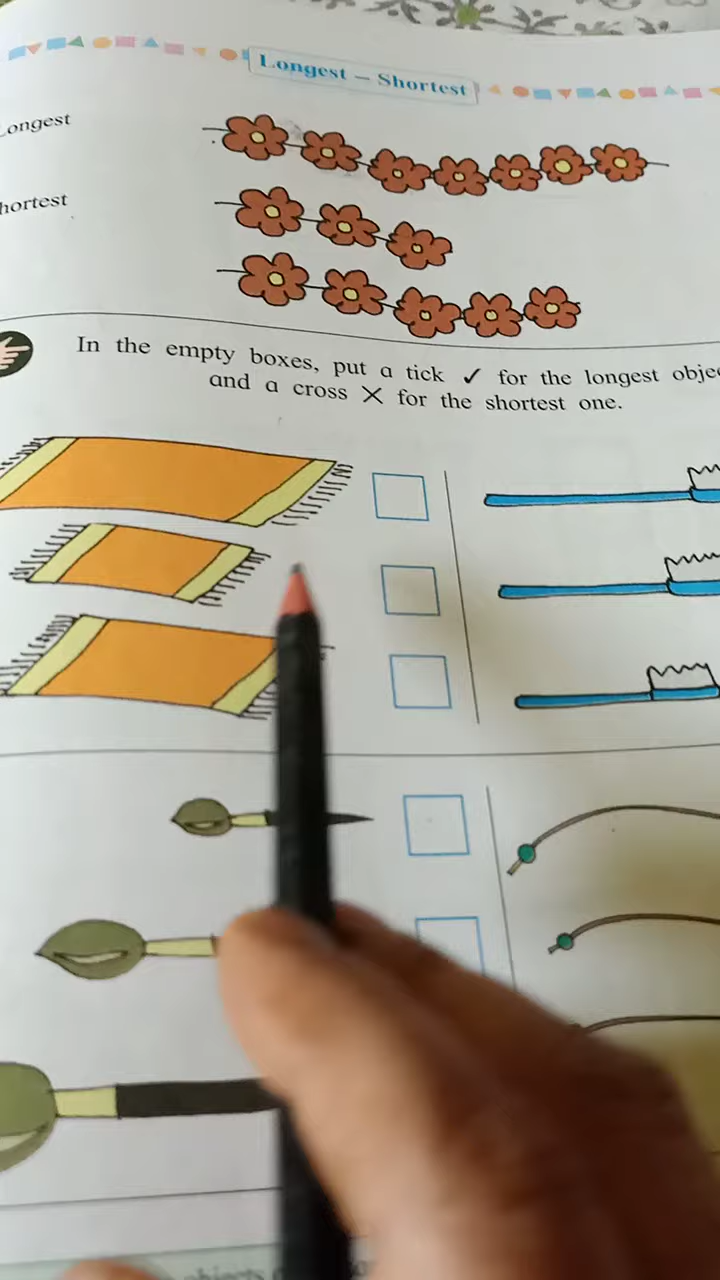 Longest – Shortest
ongest
hortest
In the empty boxes, put a tick ✓ for the longest obje
and a cross ✕ for the shortest one.